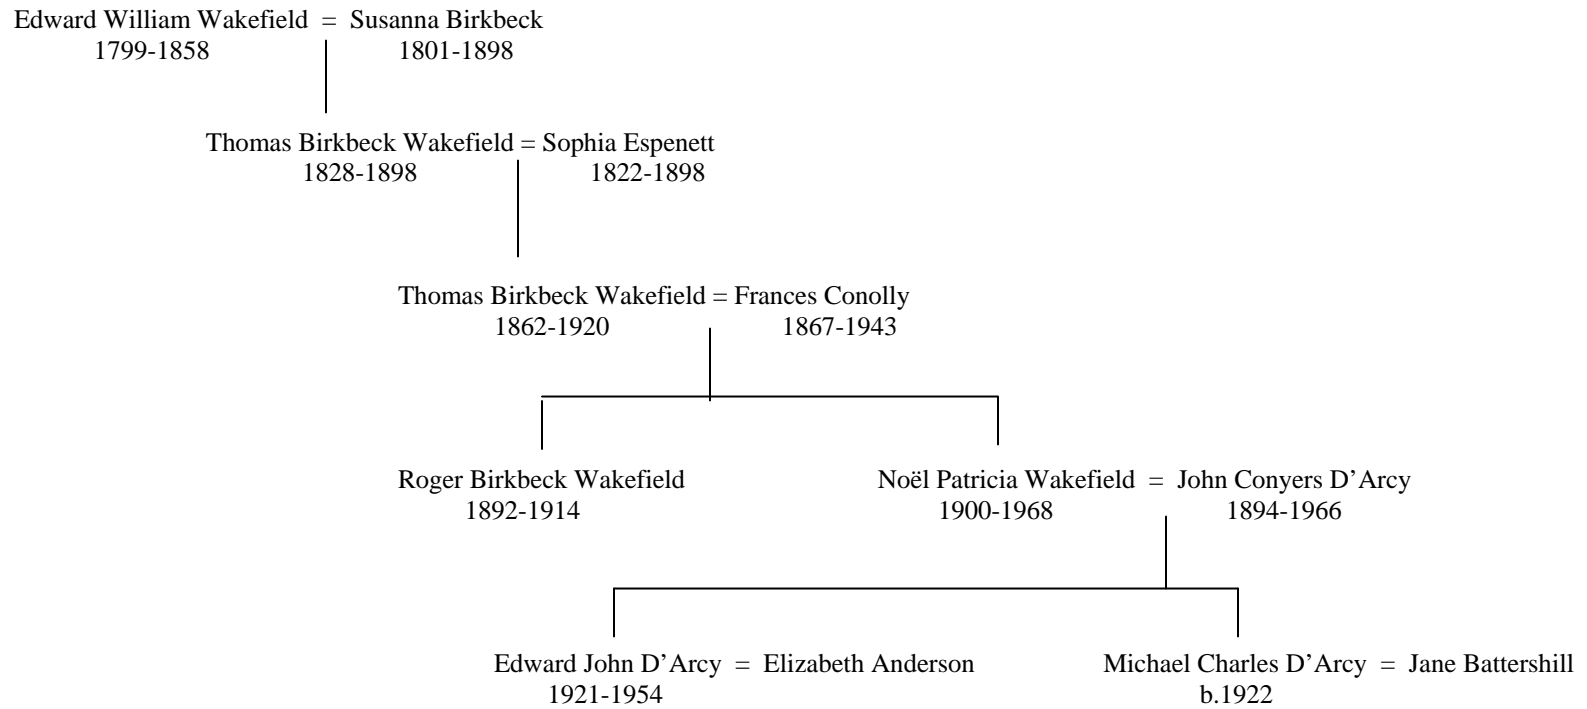 Edward William Wakefield = Susanna Birkbeck
1799-1858 1801-1898
Thomas Birkbeck Wakefield = Sophia Espenett
1828-1898 1822-1898
Thomas Birkbeck Wakefield = Frances Conolly
1862-1920 1867-1943
Roger Birkbeck Wakefield Noël Patricia Wakefield = John Conyers D’Arcy
1892-1914 1900-1968 1894-1966
Edward John D’Arcy = Elizabeth Anderson Michael Charles D’Arcy = Jane Battershill
1921-1954 b.1922